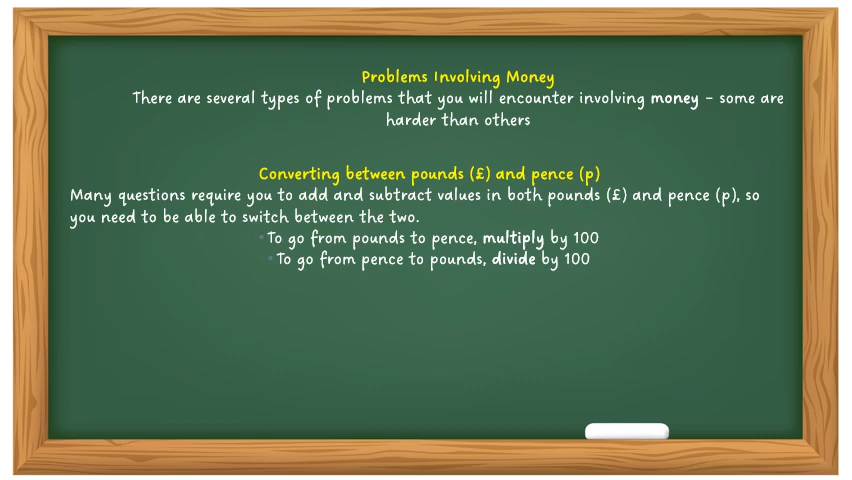 Problems Involving Money
There are several types of problems that you will encounter involving money – some are
harder than others
Converting between pounds (£) and pence (p)
Many questions require you to add and subtract values in both pounds (£) and pence (p), so
you need to be able to switch between the two.
•To go from pounds to pence, multiply by 100
•To go from pence to pounds, divide by 100